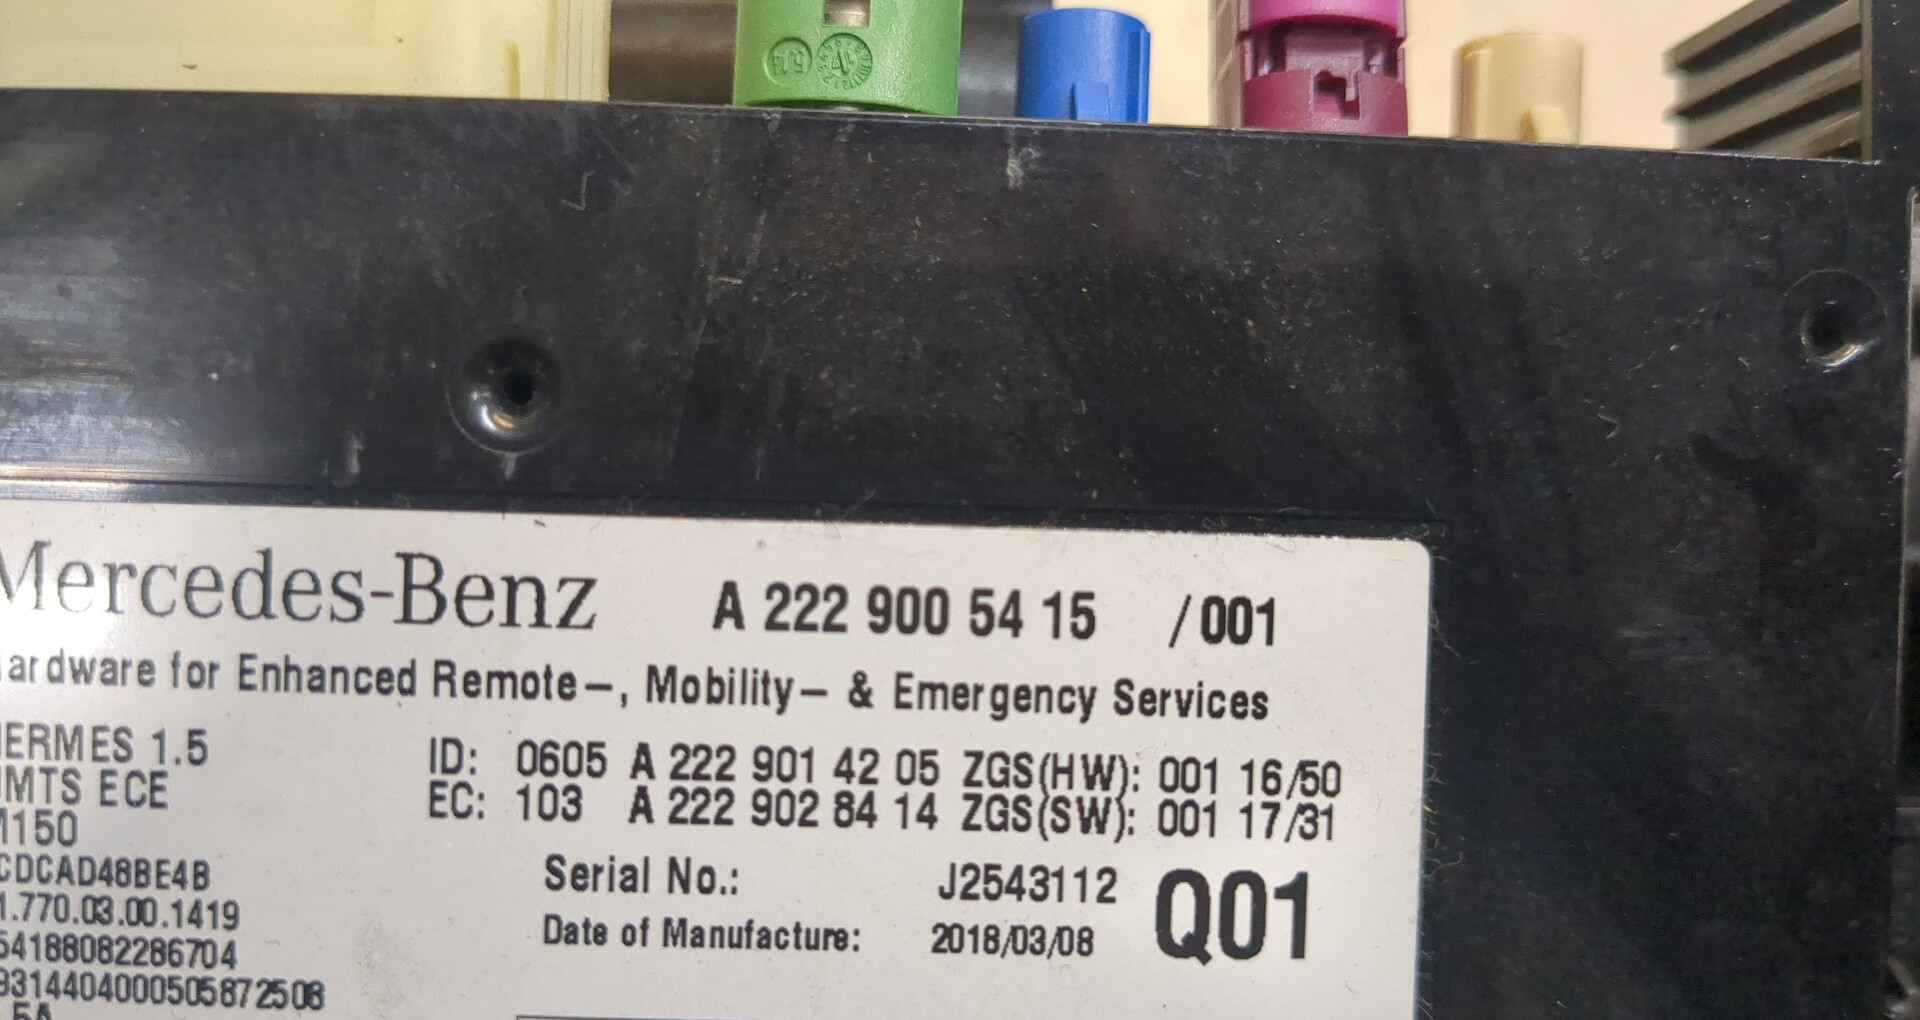 Mercedes-Benz A 222 900 54 15 /001
ardware for Enhanced Remote-, Mobility- & Emergency Services
ERMES 1.5
MTS ECE
150
ID: 0605 A 222 901 42 05 ZGS(HW): 001 16/50
EC: 103 A 222 902 84 14 ZGS(SW): 001 17/31
CDCAD48BE4B
1.770.03.00.1419
54188082286704
9314404000505872508
Serial No.: J2543112 Q01
Date of Manufacture: 2018/03/08